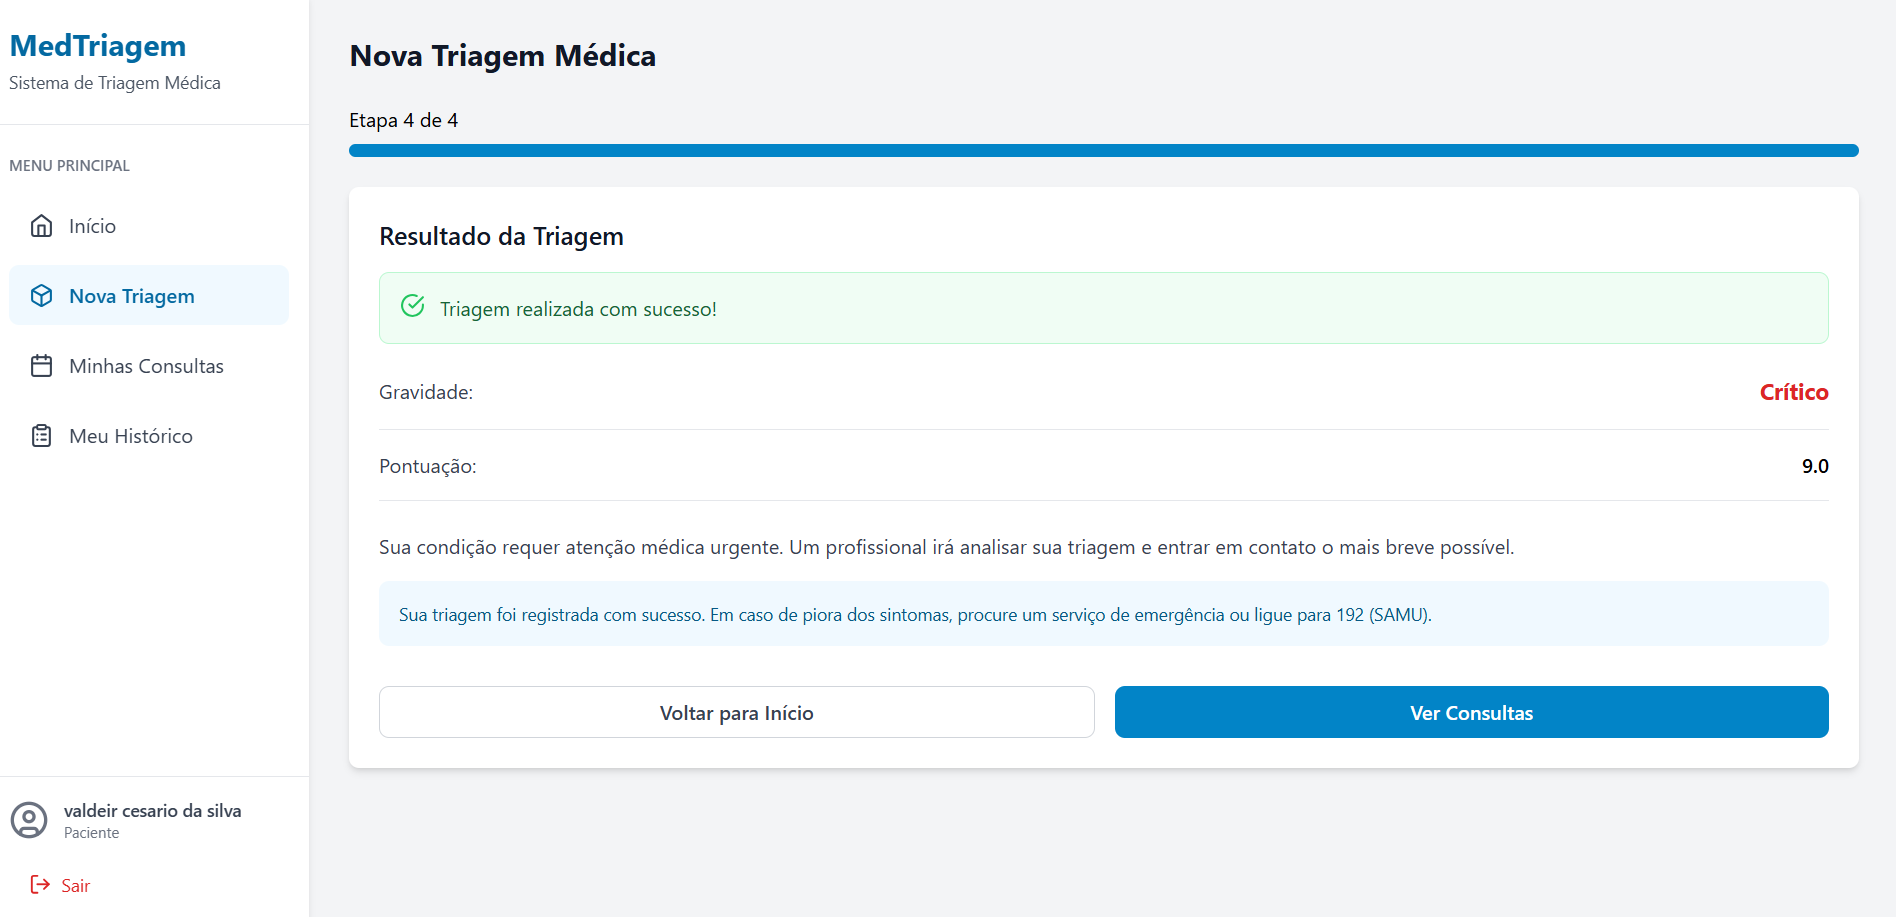 MedTriagem
Sistema de Triagem Médica
MENU PRINCIPAL
Início
Nova Triagem
Minhas Consultas
Meu Histórico
valdeir cesario da silva
Paciente
Sair
Nova Triagem Médica
Etapa 4 de 4
Resultado da Triagem
Triagem realizada com sucesso!
Gravidade: Crítico
Pontuação: 9.0
Sua condição requer atenção médica urgente. Um profissional irá analisar sua triagem e entrar em contato o mais breve possível.
Sua triagem foi registrada com sucesso. Em caso de piora dos sintomas, procure um serviço de emergência ou ligue para 192 (SAMU).
Voltar para Início
Ver Consultas